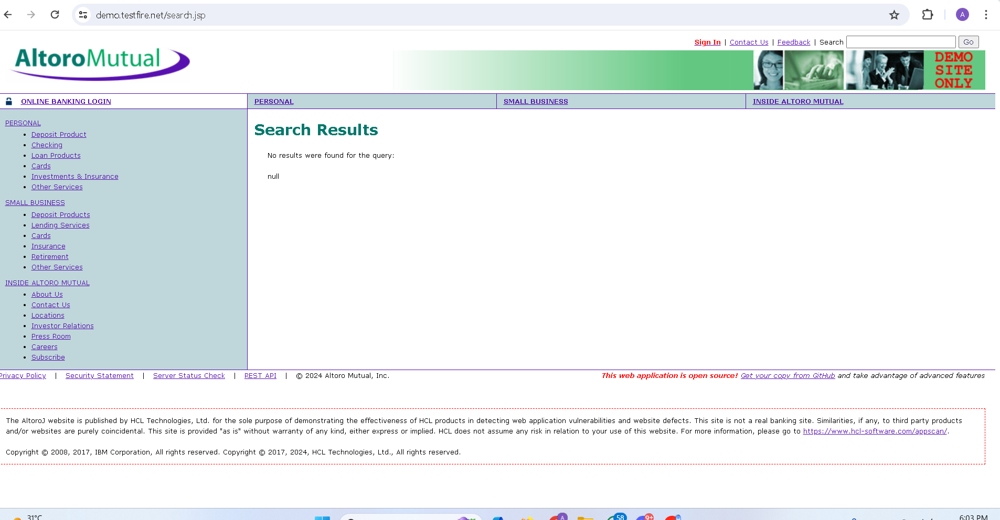 demo.testfire.net/search.jsp
A
Sign In | Contact Us | Feedback | Search Go
AltoroMutual
DEMO
SITE
ONLY
ONLINE BANKING LOGIN PERSONAL SMALL BUSINESS INSIDE ALTORO MUTUAL
PERSONAL
Deposit Product
Checking
Loan Products
Cards
Investments & Insurance
Other Services
SMALL BUSINESS
Deposit Products
Lending Services
Cards
Insurance
Retirement
Other Services
INSIDE ALTORO MUTUAL
About Us
Contact Us
Locations
Investor Relations
Press Room
Careers
Subscribe
Search Results
No results were found for the query:
null
Privacy Policy | Security Statement | Server Status Check | REST API | © 2024 Altoro Mutual, Inc. This web application is open source! Get your copy from GitHub and take advantage of advanced features
The AltoroJ website is published by HCL Technologies, Ltd. for the sole purpose of demonstrating the effectiveness of HCL products in detecting web application vulnerabilities and website defects. This site is not a real banking site. Similarities, if any, to third party products
and/or websites are purely coincidental. This site is provided "as is" without warranty of any kind, either express or implied. HCL does not assume any risk in relation to your use of this website. For more information, please go to https://www.hcl-software.com/appscan/.
Copyright © 2008, 2017, IBM Corporation, All rights reserved. Copyright © 2017, 2024, HCL Technologies, Ltd., All rights reserved.
31°C A 58 9+ 6:03 PM